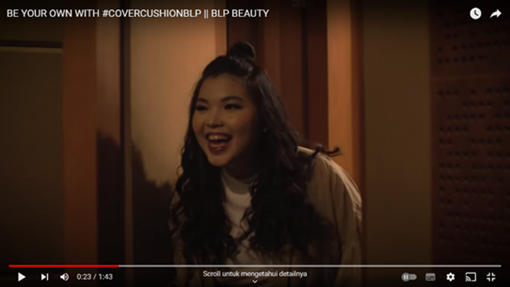 BE YOUR OWN WITH #COVERCUSHIONBLP || BLP BEAUTY
0:23 / 1:43
Scroll untuk mengetahui detailnya